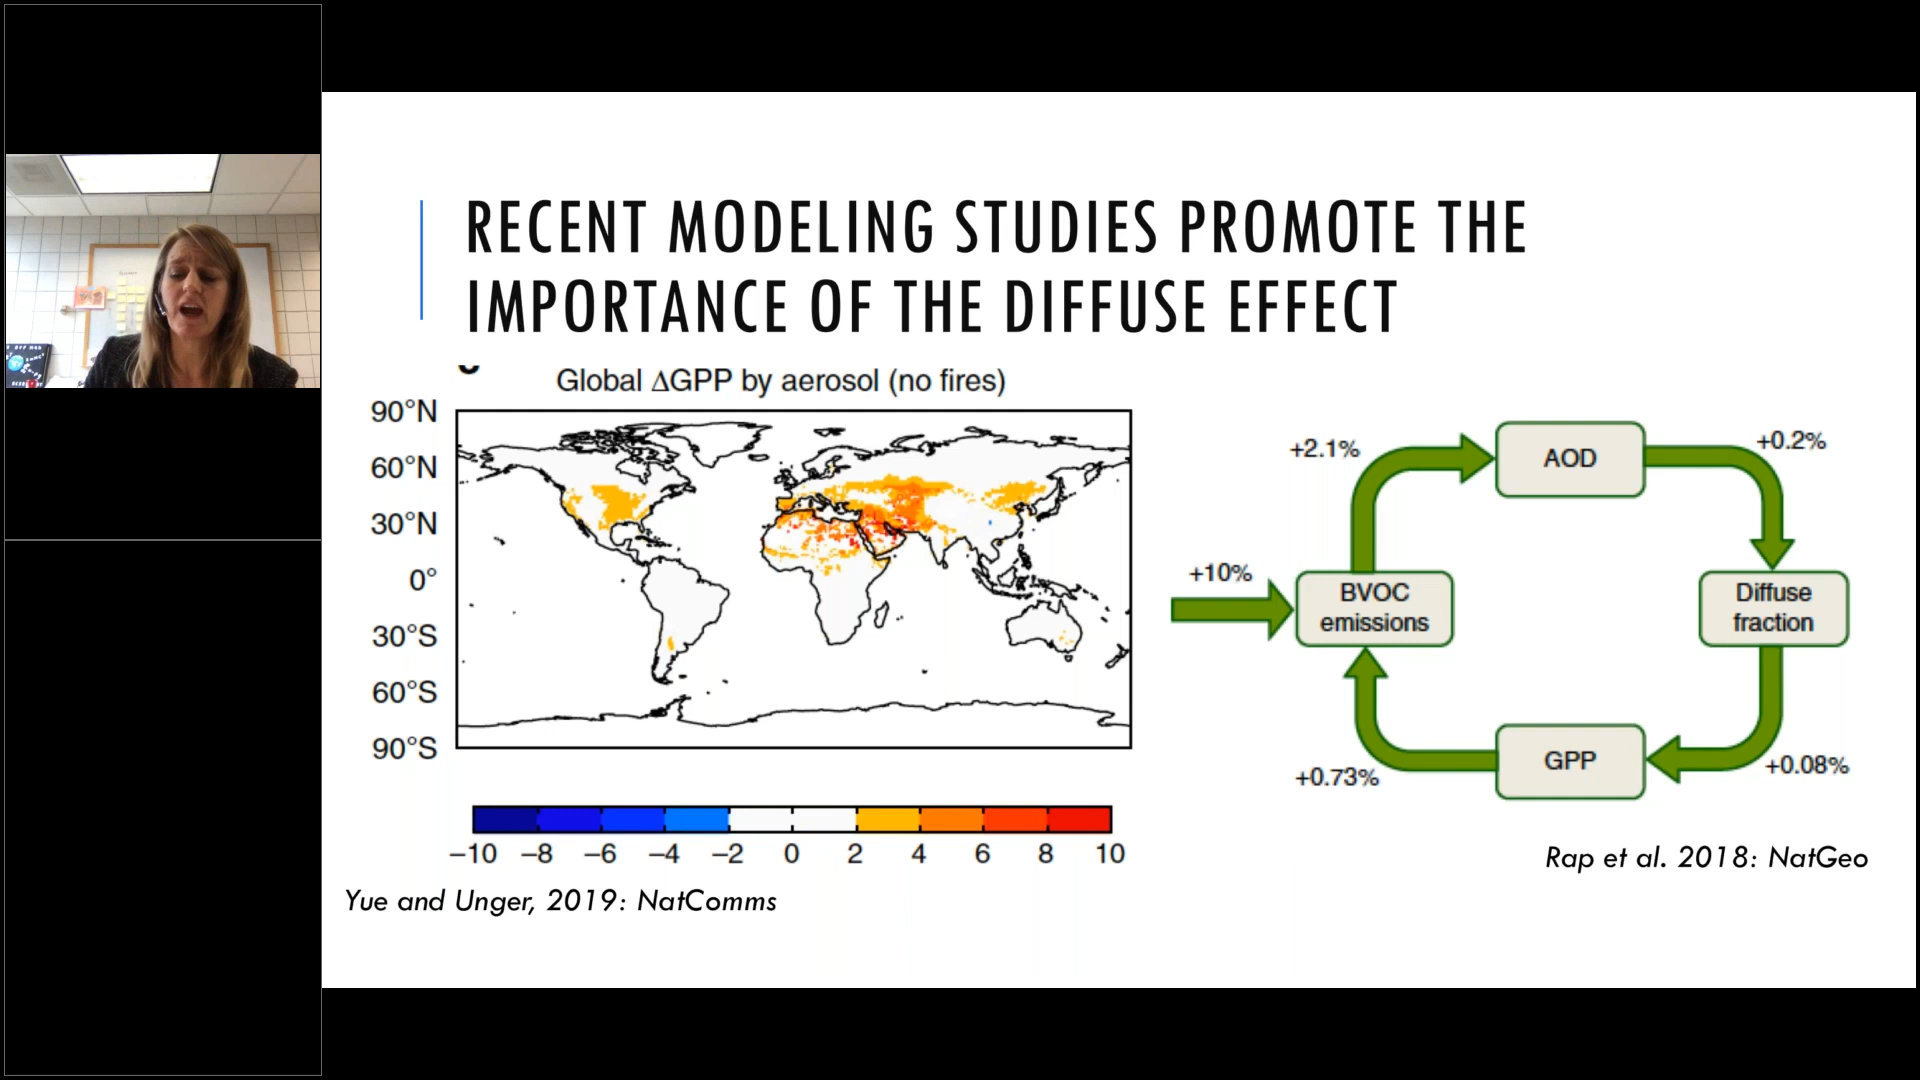 RECENT MODELING STUDIES PROMOTE THE
IMPORTANCE OF THE DIFFUSE EFFECT
Global ΔGPP by aerosol (no fires)
90°N
60°N
30°N
0°
30°S
60°S
90°S
−10 −8 −6 −4 −2 0 2 4 6 8 10
Yue and Unger, 2019: NatComms
+2.1%
AOD
+0.2%
+10%
BVOC
emissions
Diffuse
fraction
+0.73%
GPP
+0.08%
Rap et al. 2018: NatGeo